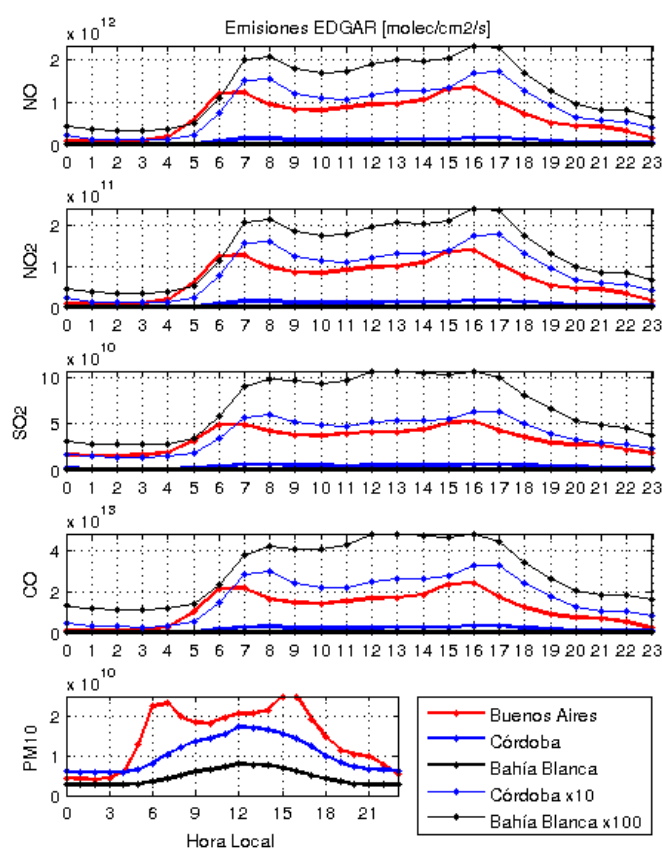 Emisiones EDGAR [molec/cm2/s]
x 10^12
NO
2
1
0
0 1 2 3 4 5 6 7 8 9 10 11 12 13 14 15 16 17 18 19 20 21 22 23
x 10^11
NO2
2
1
0
0 1 2 3 4 5 6 7 8 9 10 11 12 13 14 15 16 17 18 19 20 21 22 23
x 10^10
SO2
10
5
0
0 1 2 3 4 5 6 7 8 9 10 11 12 13 14 15 16 17 18 19 20 21 22 23
x 10^13
CO
4
2
0
0 1 2 3 4 5 6 7 8 9 10 11 12 13 14 15 16 17 18 19 20 21 22 23
x 10^10
PM10
2
1
0
0 3 6 9 12 15 18 21
Hora Local
Buenos Aires
Córdoba
Bahía Blanca
Córdoba x10
Bahía Blanca x100